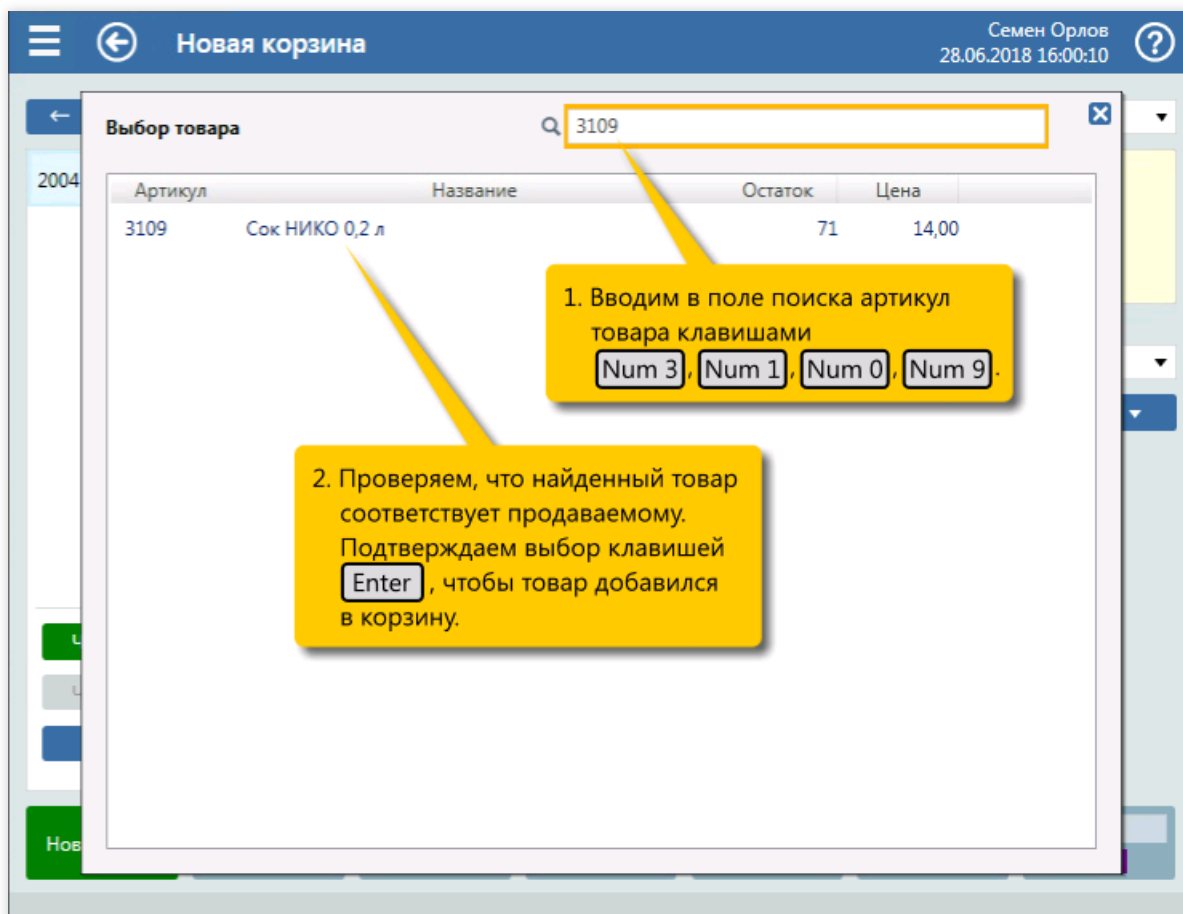 Новая корзина
Семен Орлов
28.06.2018 16:00:10
?
Выбор товара
3109
2004
Артикул Название Остаток Цена
3109 Сок НИКО 0,2 л 71 14,00
1. Вводим в поле поиска артикул
товара клавишами
Num 3, Num 1, Num 0, Num 9.
2. Проверяем, что найденный товар
соответствует продаваемому.
Подтверждаем выбор клавишей
Enter, чтобы товар добавился
в корзину.
Нов